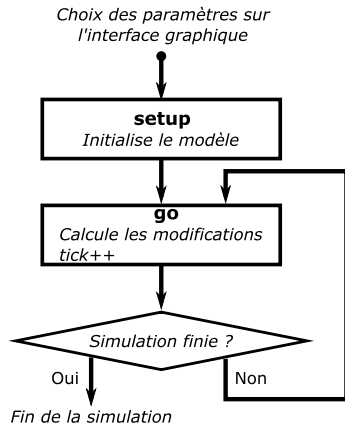 Choix des paramètres sur
l'interface graphique
setup
Initialise le modèle
go
Calcule les modifications
tick++
Simulation finie ?
Oui
Non
Fin de la simulation